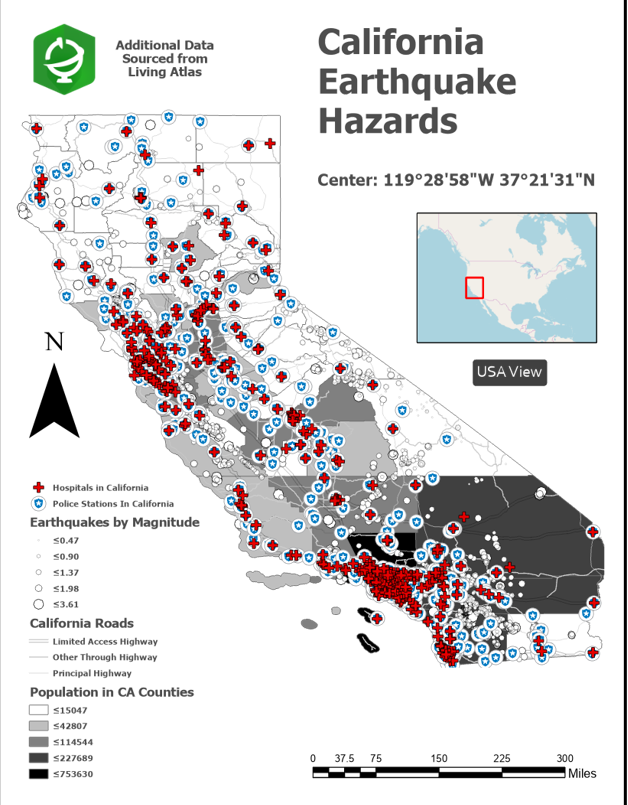 Additional Data
Sourced from
Living Atlas
California
Earthquake
Hazards
Center: 119°28'58"W 37°21'31"N
USA View
N
Hospitals in California
Police Stations In California
Earthquakes by Magnitude
≤0.47
≤0.90
≤1.37
≤1.98
≤3.61
California Roads
Limited Access Highway
Other Through Highway
Principal Highway
Population in CA Counties
≤15047
≤42807
≤114544
≤227689
≤753630
0 37.5 75 150 225 300
Miles